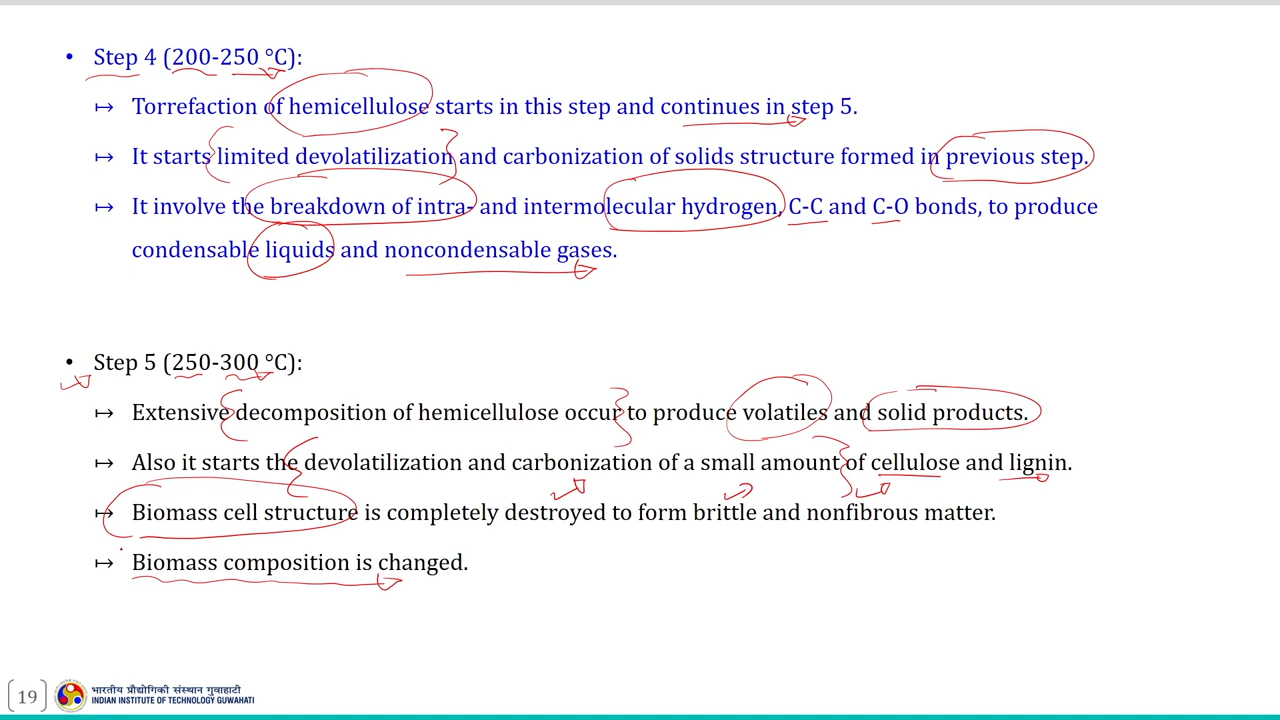 • Step 4 (200-250 °C):
↦ Torrefaction of hemicellulose starts in this step and continues in step 5.
↦ It starts limited devolatilization and carbonization of solids structure formed in previous step.
↦ It involve the breakdown of intra- and intermolecular hydrogen, C-C and C-O bonds, to produce
condensable liquids and noncondensable gases.
• Step 5 (250-300 °C):
↦ Extensive decomposition of hemicellulose occur to produce volatiles and solid products.
↦ Also it starts the devolatilization and carbonization of a small amount of cellulose and lignin.
↦ Biomass cell structure is completely destroyed to form brittle and nonfibrous matter.
↦ Biomass composition is changed.
19
भारतीय प्रौद्योगिकी संस्थान गुवाहाटी
INDIAN INSTITUTE OF TECHNOLOGY GUWAHATI